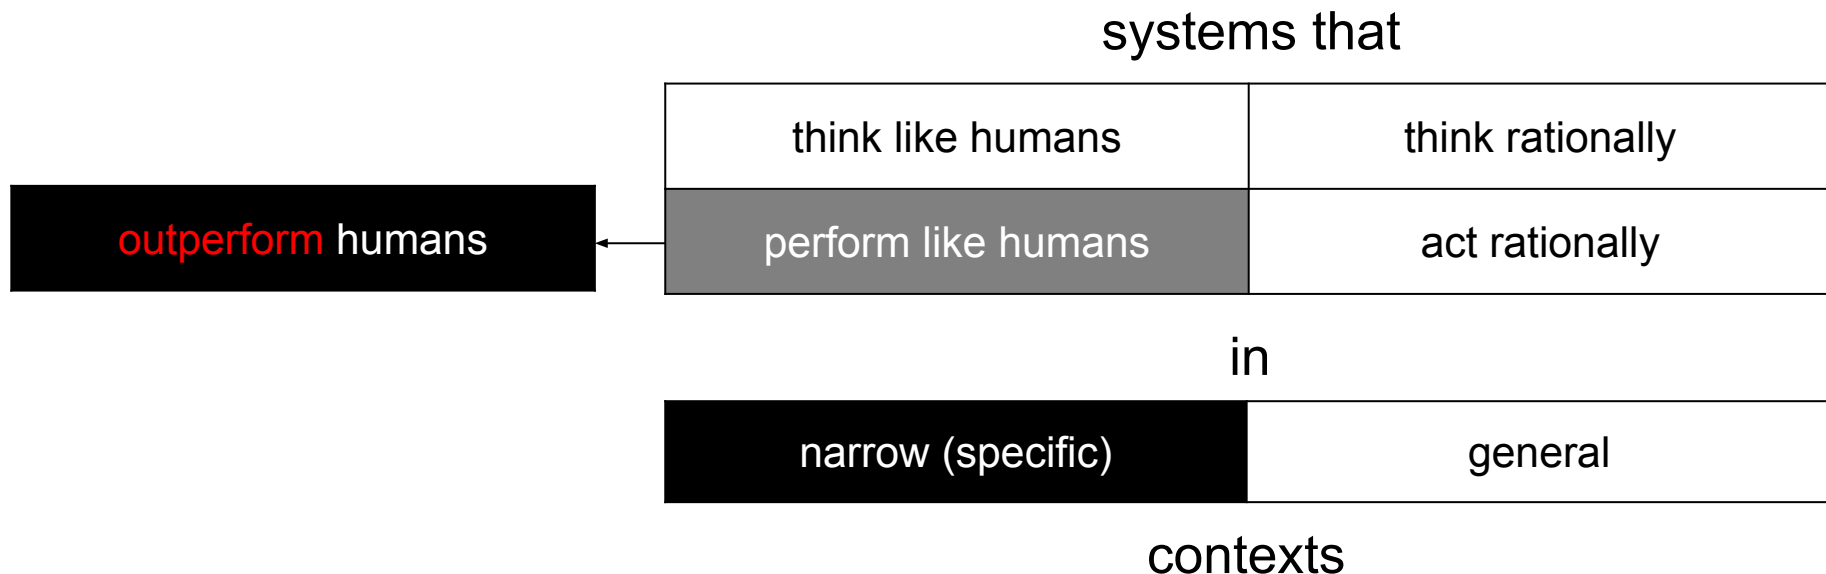 systems that
think like humans
think rationally
outperform humans
perform like humans
act rationally
in
narrow (specific)
general
contexts